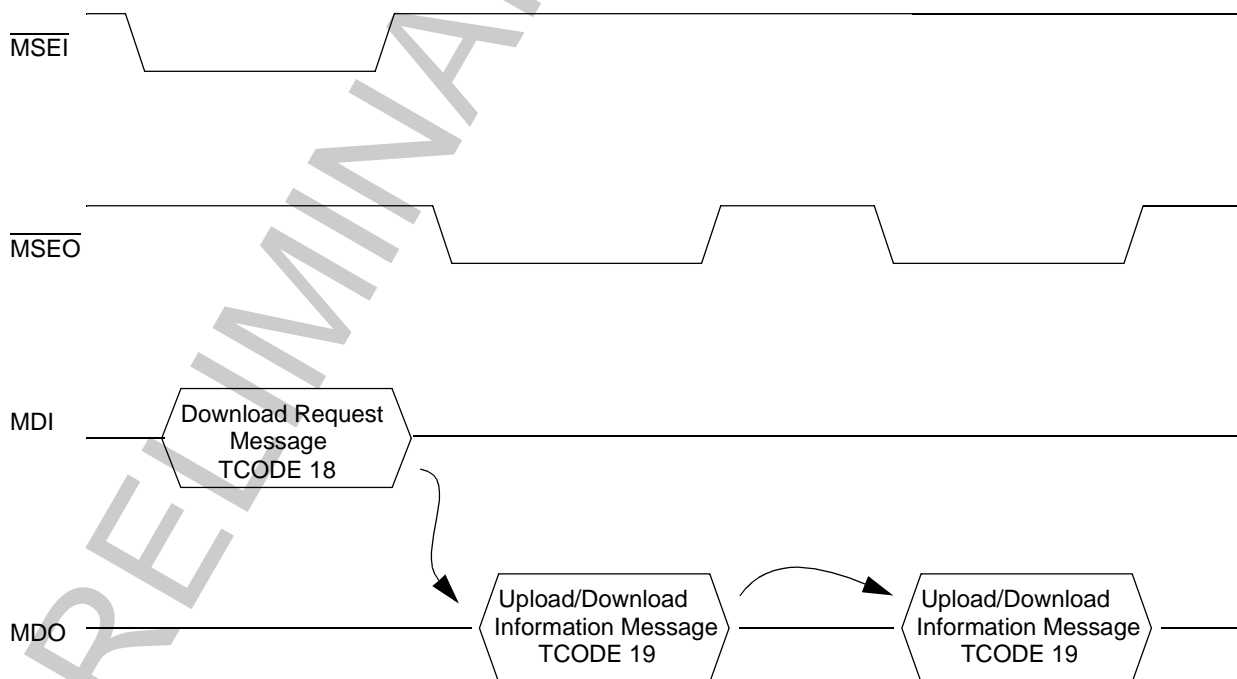 MSEI
MSEO
MDI
Download Request
Message
TCODE 18
MDO
Upload/Download
Information Message
TCODE 19
Upload/Download
Information Message
TCODE 19
RELIMINA